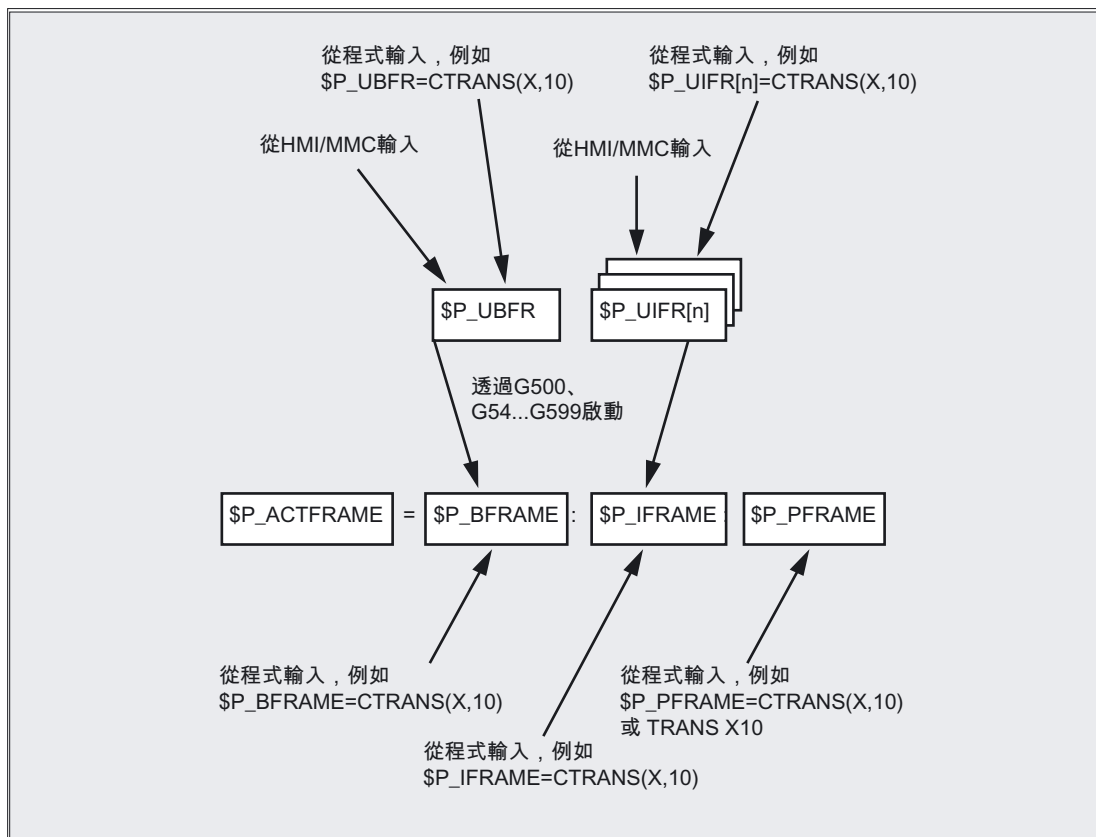 從程式輸入，例如
$P_UBFR=CTRANS(X,10)
從程式輸入，例如
$P_UIFR[n]=CTRANS(X,10)
從HMI/MMC輸入
從HMI/MMC輸入
$P_UBFR
$P_UIFR[n]
透過G500、
G54...G599啟動
$P_ACTFRAME = $P_BFRAME : $P_IFRAME : $P_PFRAME
從程式輸入，例如
$P_BFRAME=CTRANS(X,10)
從程式輸入，例如
$P_PFRAME=CTRANS(X,10)
或 TRANS X10
從程式輸入，例如
$P_IFRAME=CTRANS(X,10)